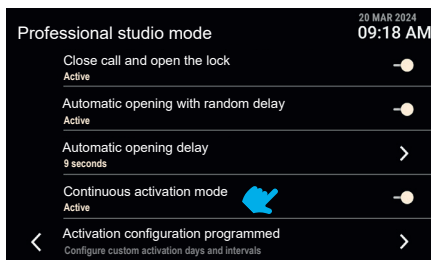 20 MAR 2024
Professional studio mode
09:18 AM
Close call and open the lock
Active
Automatic opening with random delay
Active
Automatic opening delay
9 seconds
Continuous activation mode
Active
Activation configuration programmed
Configure custom activation days and intervals